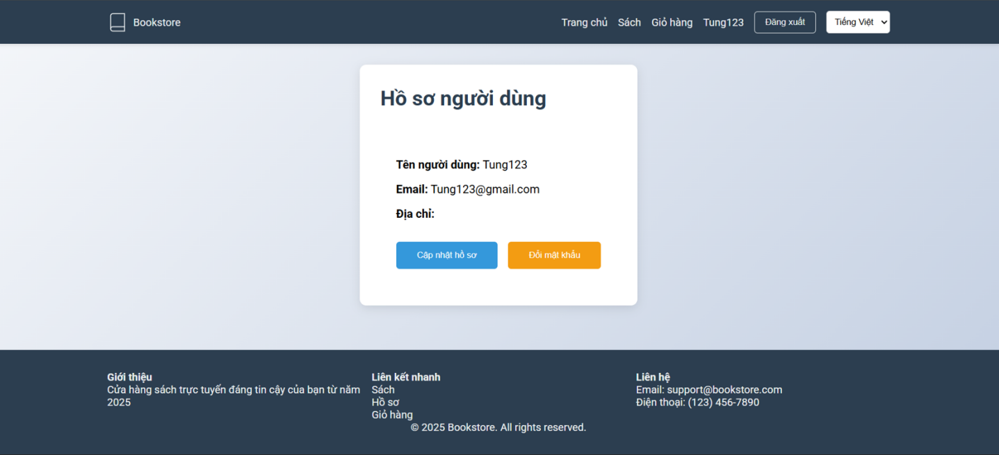 Bookstore
Trang chủ Sách Giỏ hàng Tung123 Đăng xuất Tiếng Việt
Hồ sơ người dùng
Tên người dùng: Tung123
Email: Tung123@gmail.com
Địa chỉ:
Cập nhật hồ sơ Đổi mật khẩu
Giới thiệu
Cửa hàng sách trực tuyến đáng tin cậy của bạn từ năm
2025
Liên kết nhanh
Sách
Hồ sơ
Giỏ hàng
Liên hệ
Email: support@bookstore.com
Điện thoại: (123) 456-7890
© 2025 Bookstore. All rights reserved.